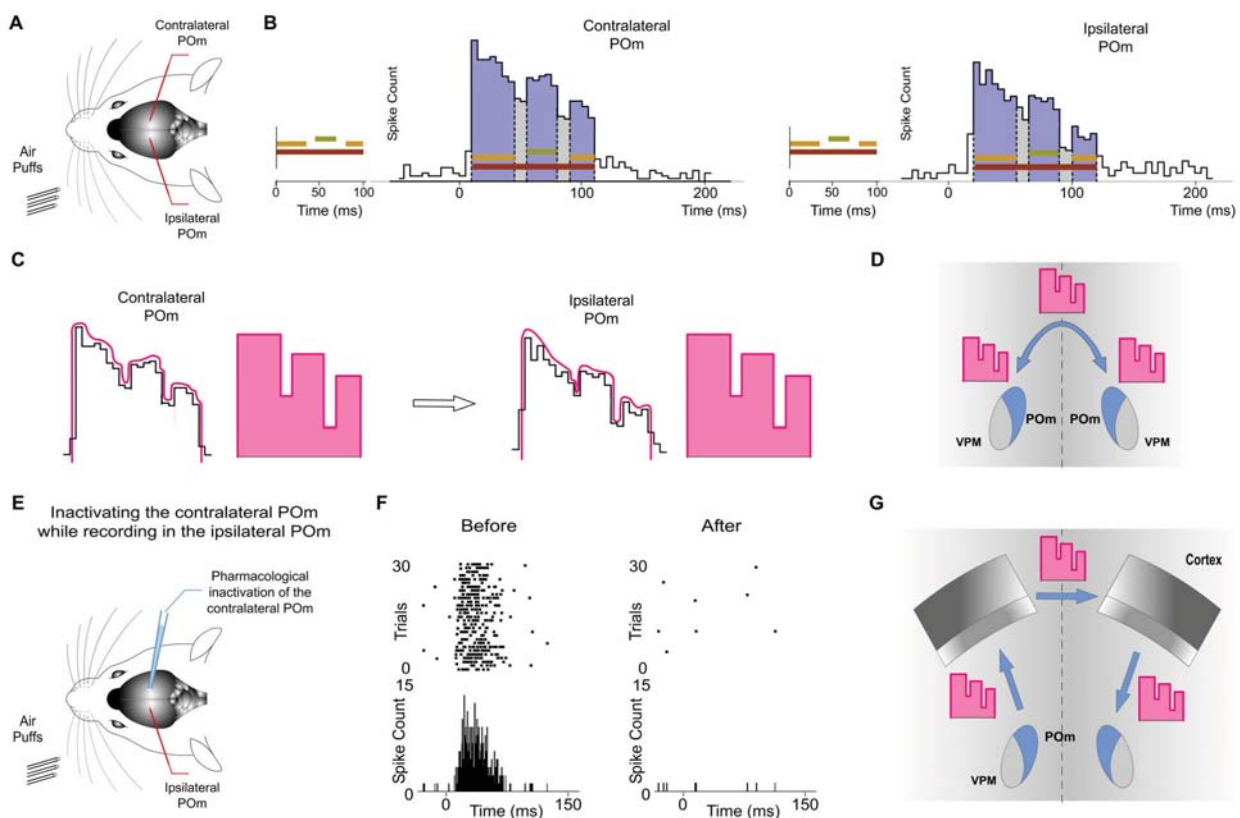 A
Contralateral
POm
Air
Puffs
Ipsilateral
POm
B
0 50 100
Time (ms)
Spike Count
Contralateral
POm
0 100 200
Time (ms)
0 50 100
Time (ms)
Spike Count
Ipsilateral
POm
0 100 200
Time (ms)
C
Contralateral
POm
Ipsilateral
POm
D
POm POm
VPM VPM
E
Inactivating the contralateral POm
while recording in the ipsilateral POm
Pharmacological
inactivation of the
contralateral POm
Air
Puffs
Ipsilateral
POm
F
Before
30
Trials
0
15
Spike Count
0
0 150
Time (ms)
After
30
Trials
0
15
Spike Count
0
0 150
Time (ms)
G
Cortex
POm
VPM